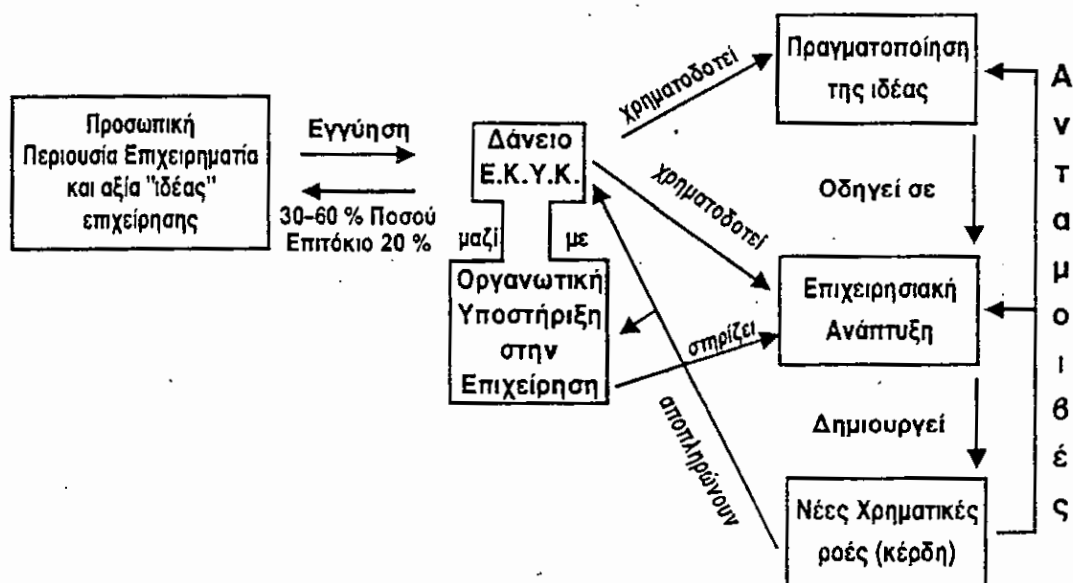 Προσωπική
Περιουσία Επιχειρηματία
και αξία "ιδέας"
επιχείρησης
Εγγύηση
30–60 % Ποσού
Επιτόκιο 20 %
Δάνειο
Ε.Κ.Υ.Κ.
μαζί με
Οργανωτική
Υποστήριξη
στην
Επιχείρηση
χρηματοδοτεί
χρηματοδοτεί
στηρίζει
αποπληρώνουν
Πραγματοποίηση
της ιδέας
Οδηγεί σε
Επιχειρησιακή
Ανάπτυξη
Δημιουργεί
Νέες Χρηματικές
ροές (κέρδη)
Ανταμοιβές